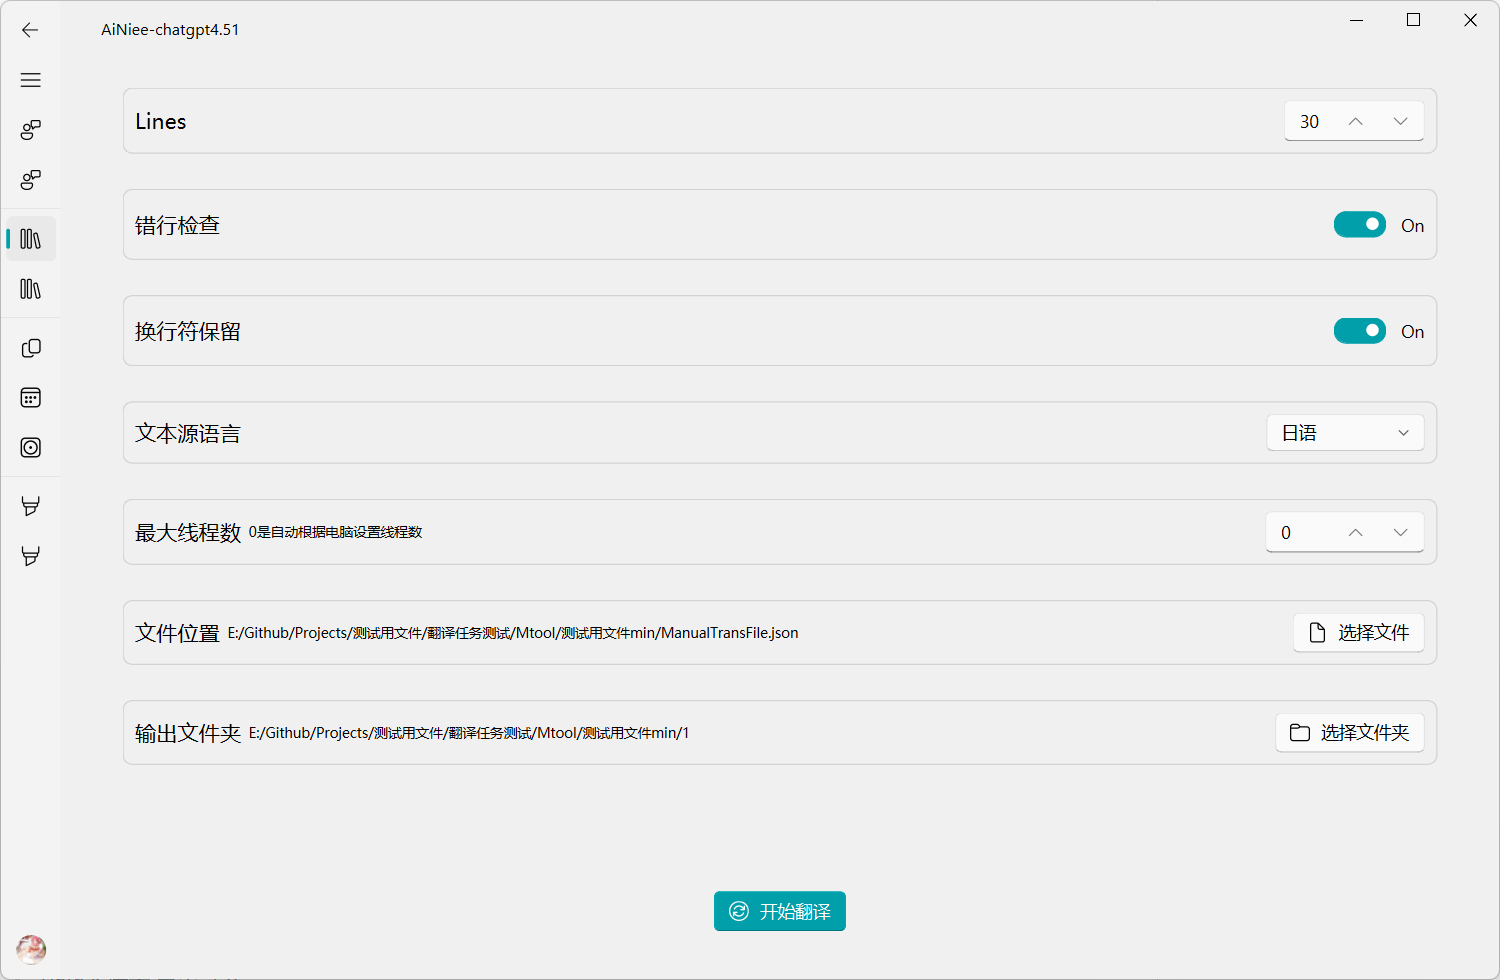 AiNiee-chatgpt4.51
Lines
30
错行检查
On
换行符保留
On
文本源语言
日语
最大线程数 0是自动根据电脑设置线程数
0
文件位置 E:/Github/Projects/测试用文件/翻译任务测试/Mtool/测试用文件min/ManualTransFile.json
选择文件
输出文件夹 E:/Github/Projects/测试用文件/翻译任务测试/Mtool/测试用文件min/1
选择文件夹
开始翻译